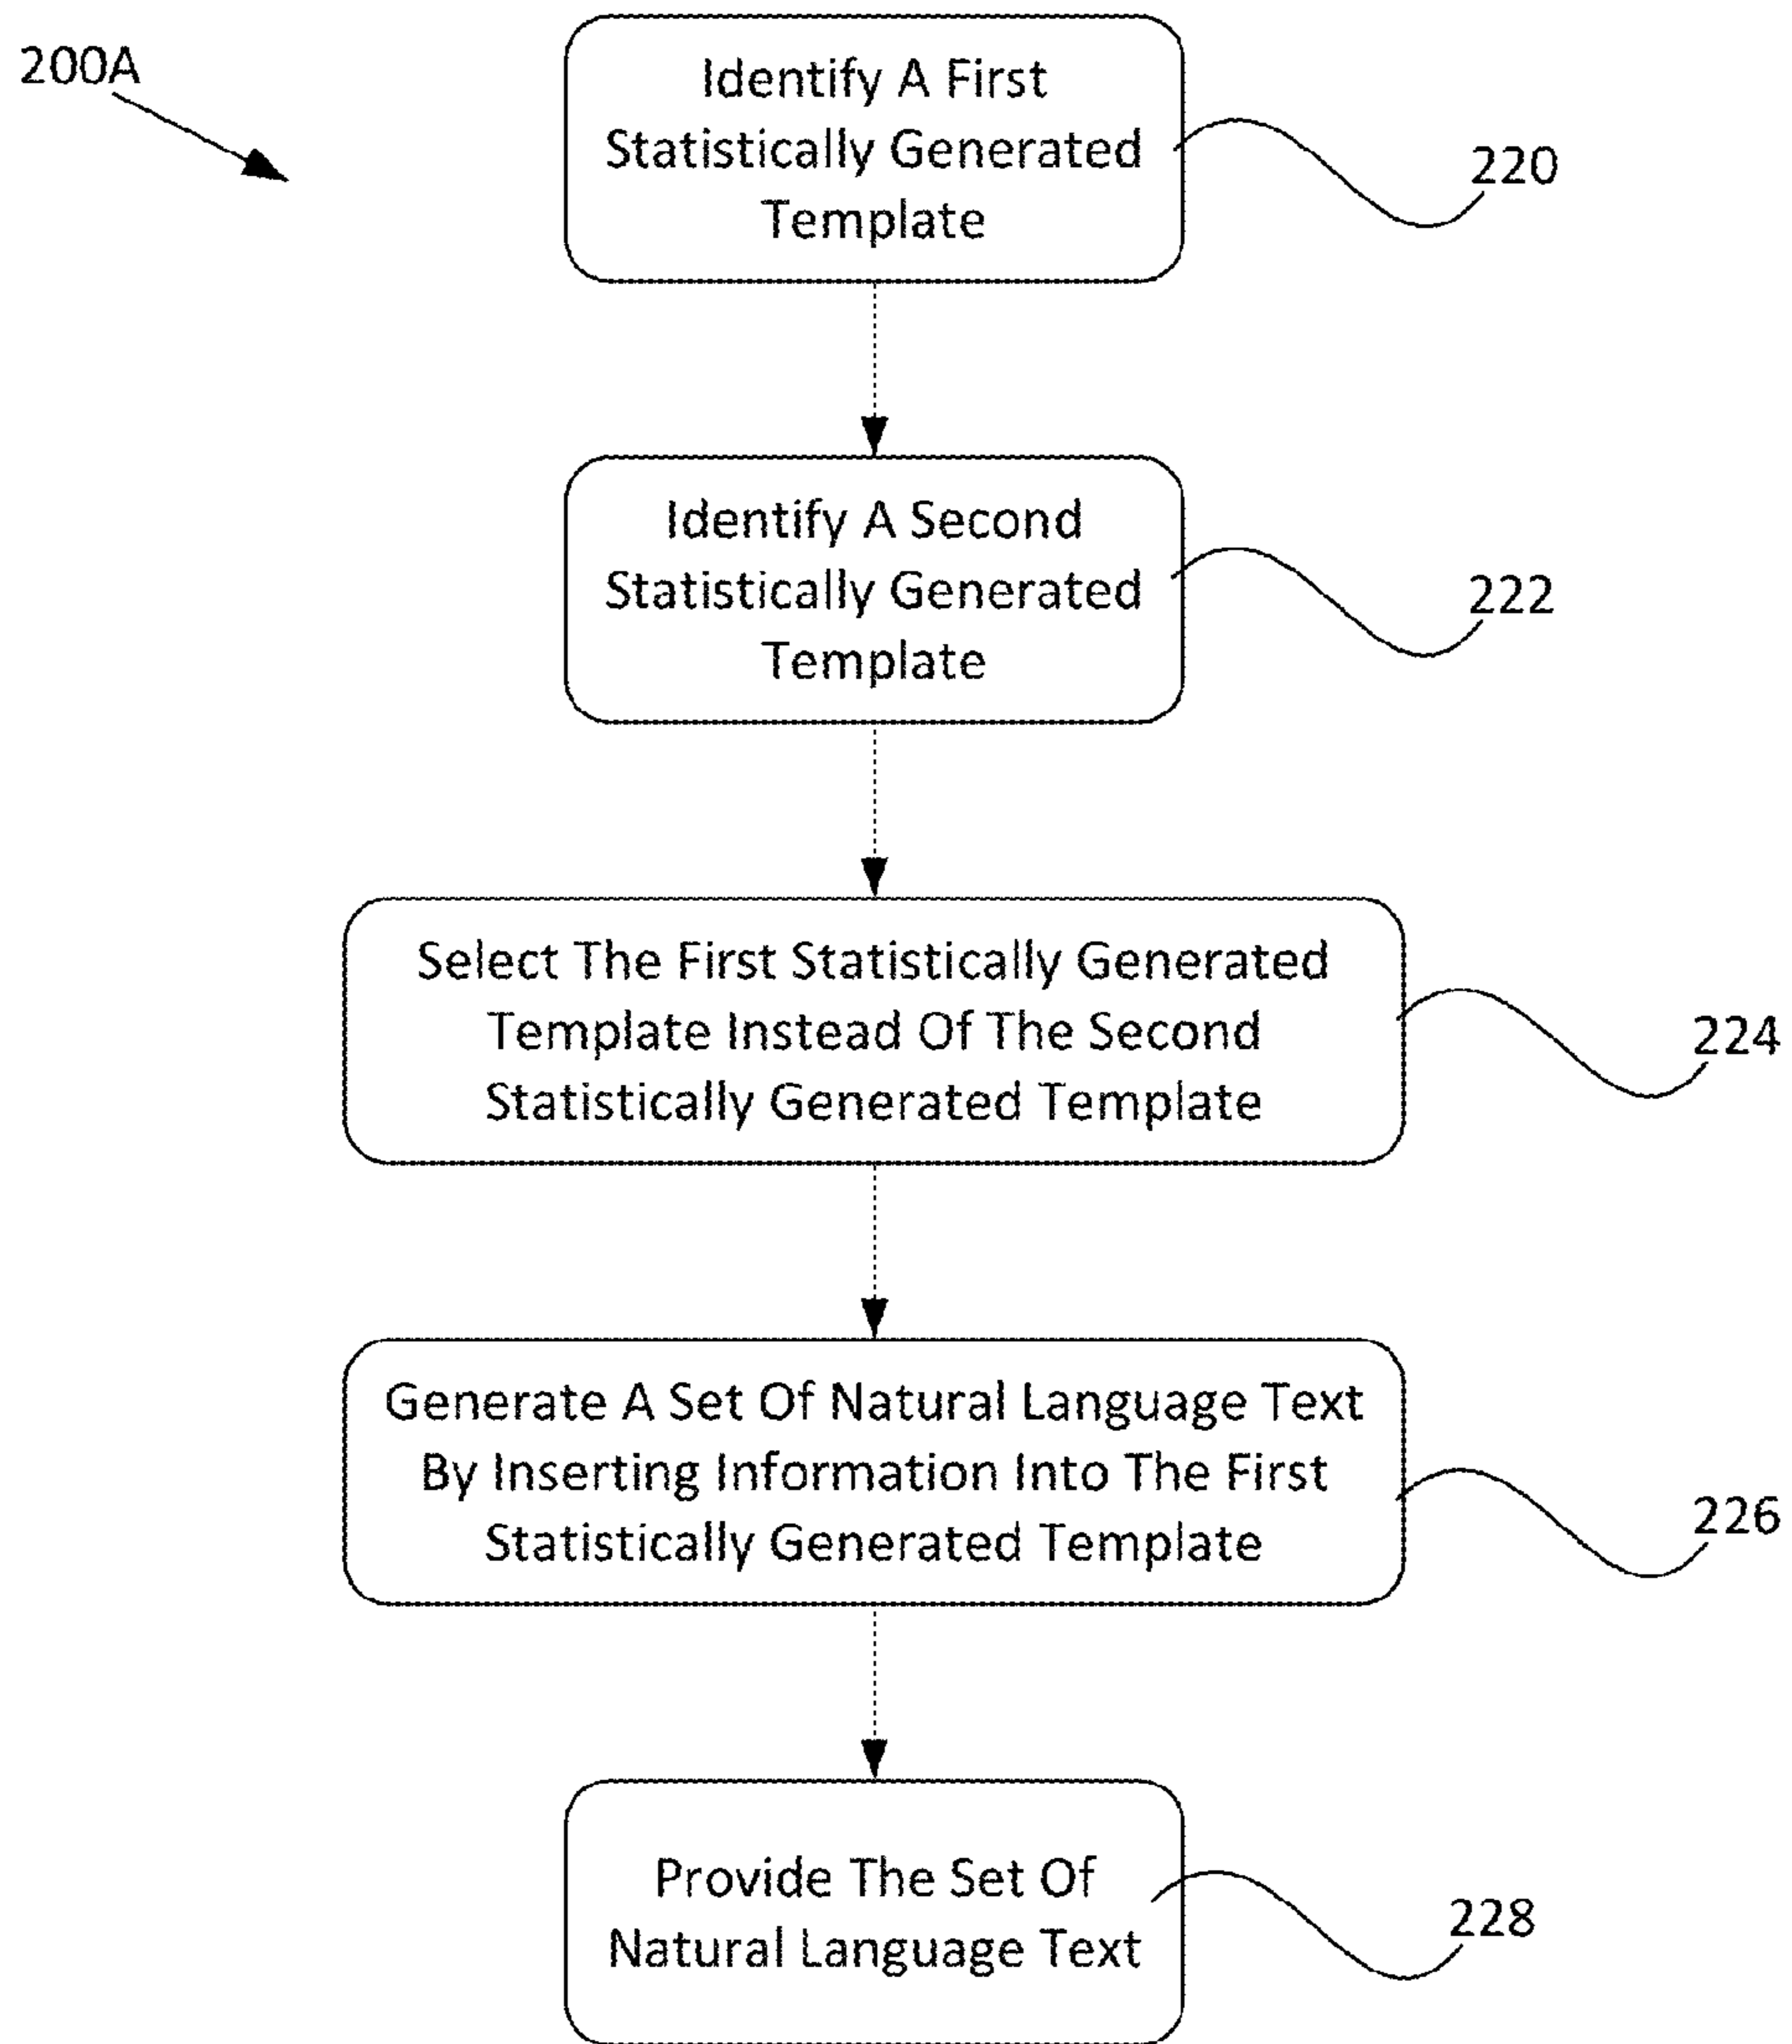 200A
Identify A First
Statistically Generated
Template
220
Identify A Second
Statistically Generated
Template
222
Select The First Statistically Generated
Template Instead Of The Second
Statistically Generated Template
224
Generate A Set Of Natural Language Text
By Inserting Information Into The First
Statistically Generated Template
226
Provide The Set Of
Natural Language Text
228